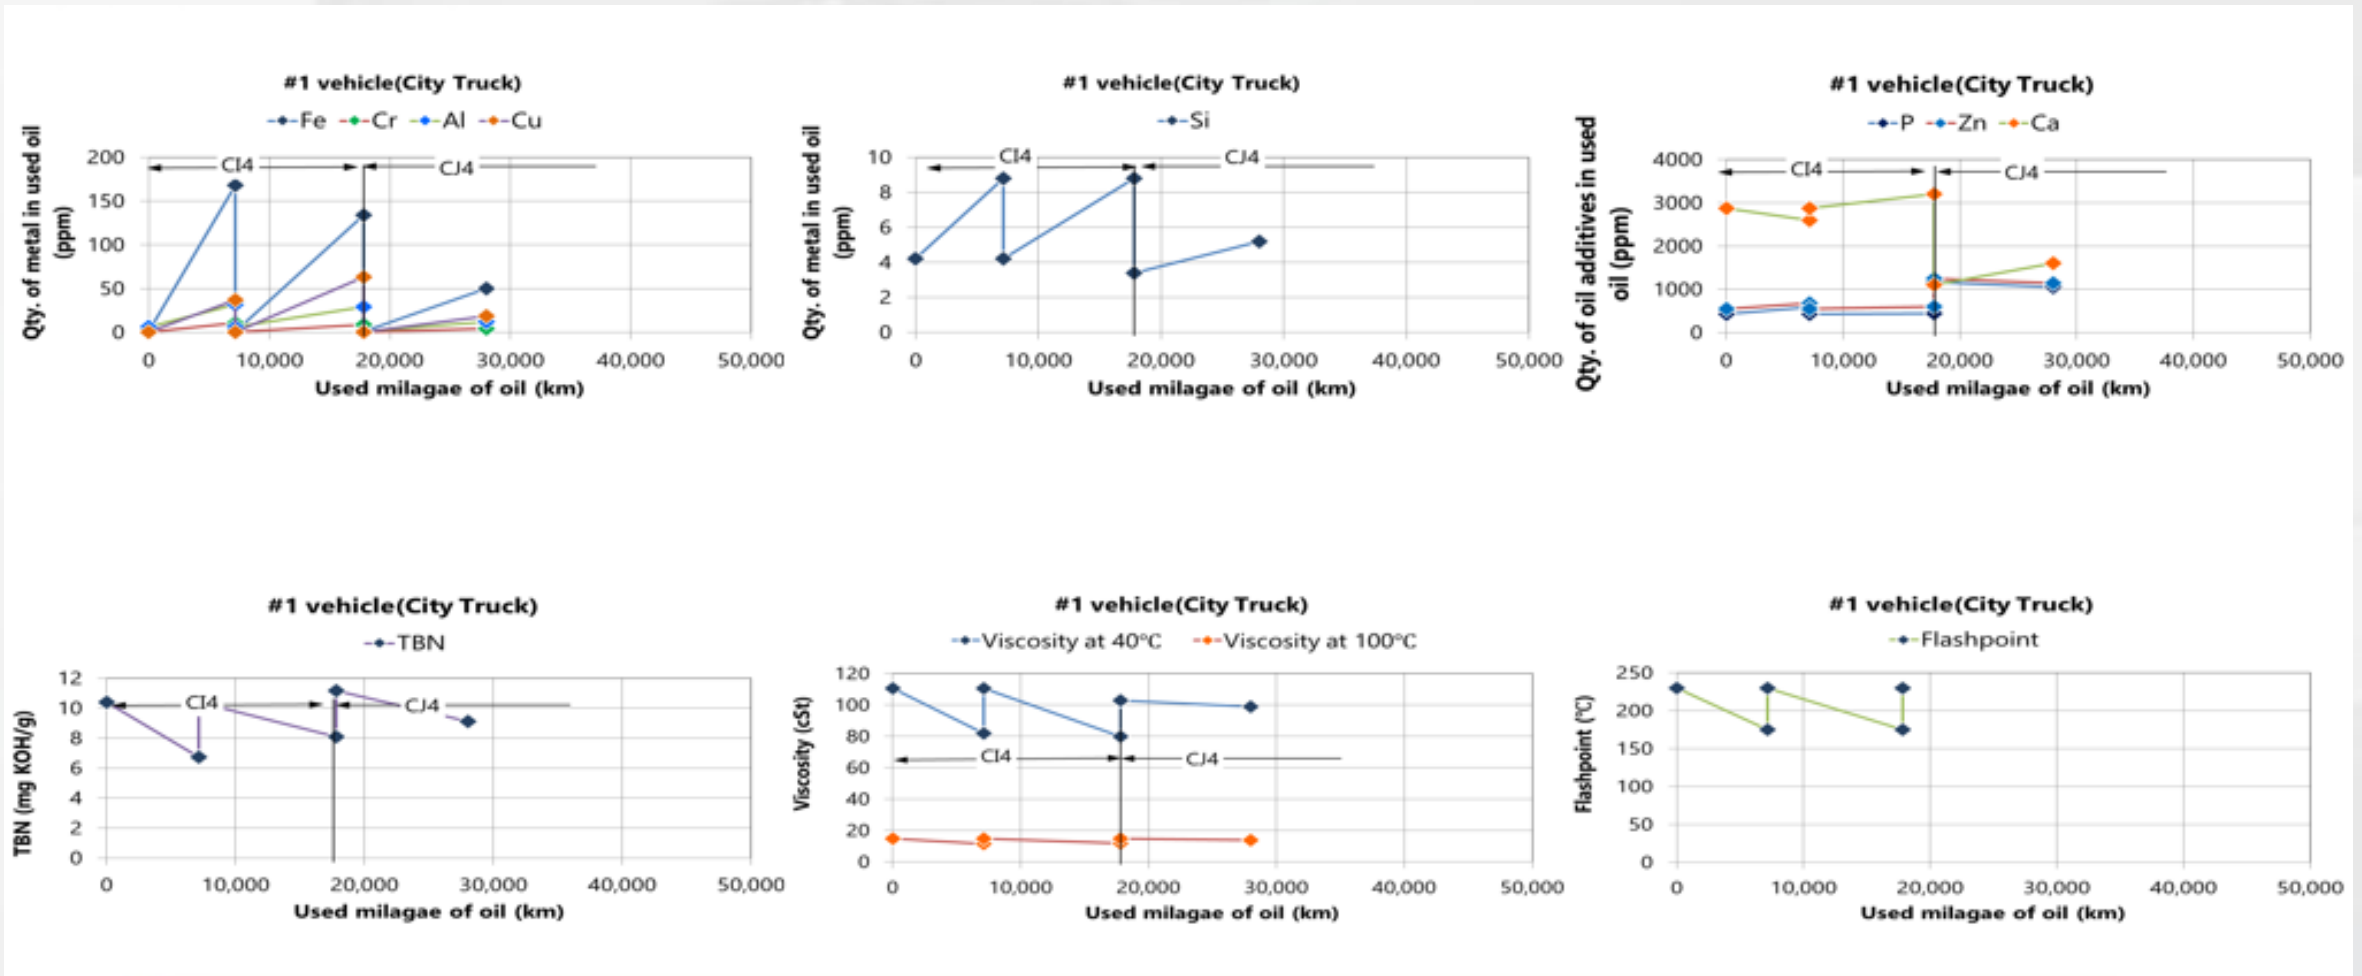 #1 vehicle(City Truck)
Fe Cr Al Cu
Qty. of metal in used oil
(ppm)
200
150
100
50
0
CI4
CJ4
0 10,000 20,000 30,000 40,000 50,000
Used milagae of oil (km)
#1 vehicle(City Truck)
Si
Qty. of metal in used oil
(ppm)
10
8
6
4
2
0
CI4
CJ4
0 10,000 20,000 30,000 40,000 50,000
Used milagae of oil (km)
#1 vehicle(City Truck)
P Zn Ca
Qty. of oil additives in used
oil (ppm)
4000
3000
2000
1000
0
CI4
CJ4
0 10,000 20,000 30,000 40,000 50,000
Used milagae of oil (km)
#1 vehicle(City Truck)
TBN
TBN (mg KOH/g)
12
10
8
6
4
2
0
CI4
CJ4
0 10,000 20,000 30,000 40,000 50,000
Used milagae of oil (km)
#1 vehicle(City Truck)
Viscosity at 40℃ Viscosity at 100℃
Viscosity (cSt)
120
100
80
60
40
20
0
CI4
CJ4
0 10,000 20,000 30,000 40,000 50,000
Used milagae of oil (km)
#1 vehicle(City Truck)
Flashpoint
Flashpoint (℃)
250
200
150
100
50
0
0 10,000 20,000 30,000 40,000 50,000
Used milagae of oil (km)